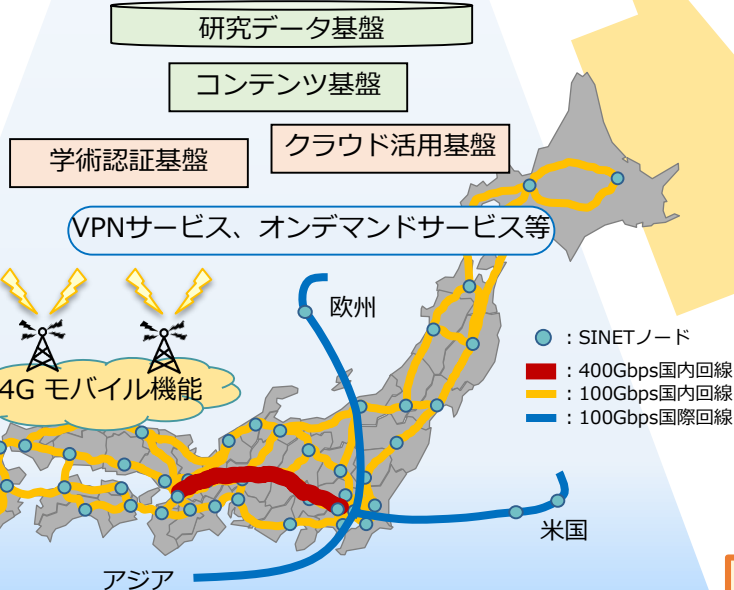 研究データ基盤
コンテンツ基盤
学術認証基盤
クラウド活用基盤
VPNサービス、オンデマンドサービス等
欧州
4G モバイル機能
：SINETノード
：400Gbps国内回線
：100Gbps国内回線
：100Gbps国際回線
米国
アジア